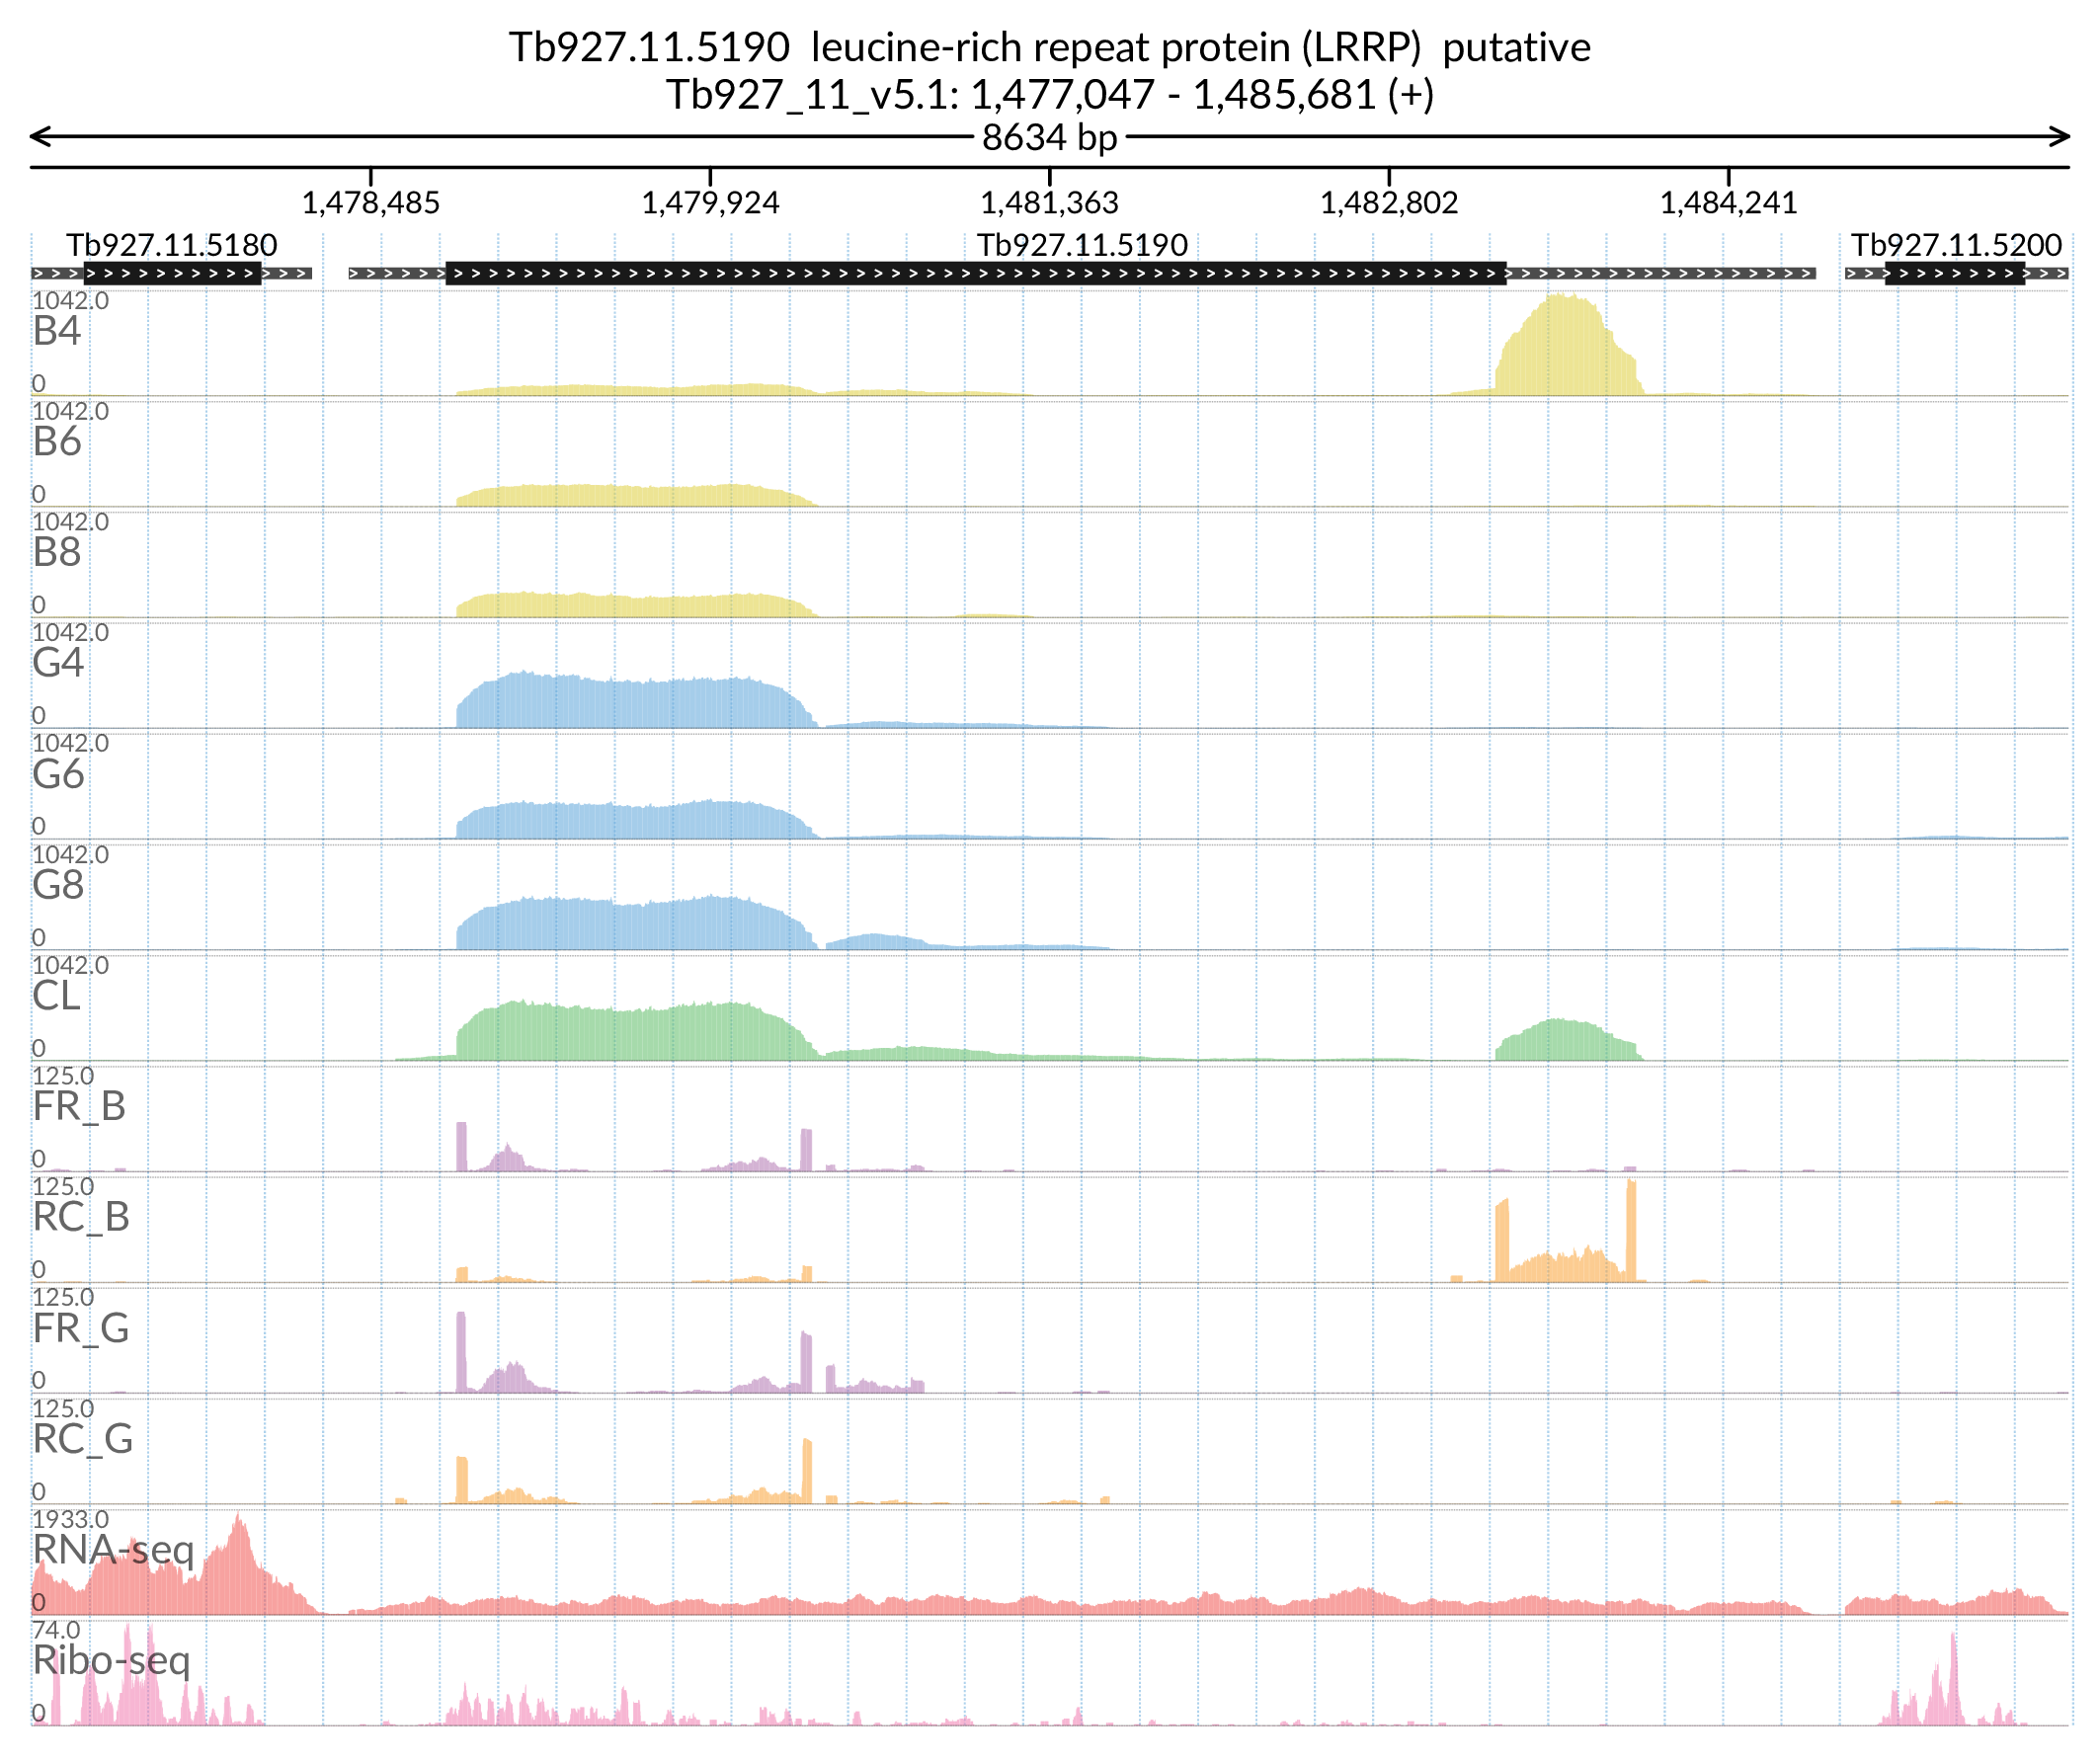 Tb927.11.5190  leucine-rich repeat protein (LRRP)  putative
Tb927_11_v5.1: 1,477,047 - 1,485,681 (+)
8634 bp
1,478,485 1,479,924 1,481,363 1,482,802 1,484,241
Tb927.11.5180 Tb927.11.5190 Tb927.11.5200
1042.0
B4
0
1042.0
B6
0
1042.0
B8
0
1042.0
G4
0
1042.0
G6
0
1042.0
G8
0
1042.0
CL
0
125.0
FR_B
0
125.0
RC_B
0
125.0
FR_G
0
125.0
RC_G
0
1933.0
RNA-seq
0
74.0
Ribo-seq
0